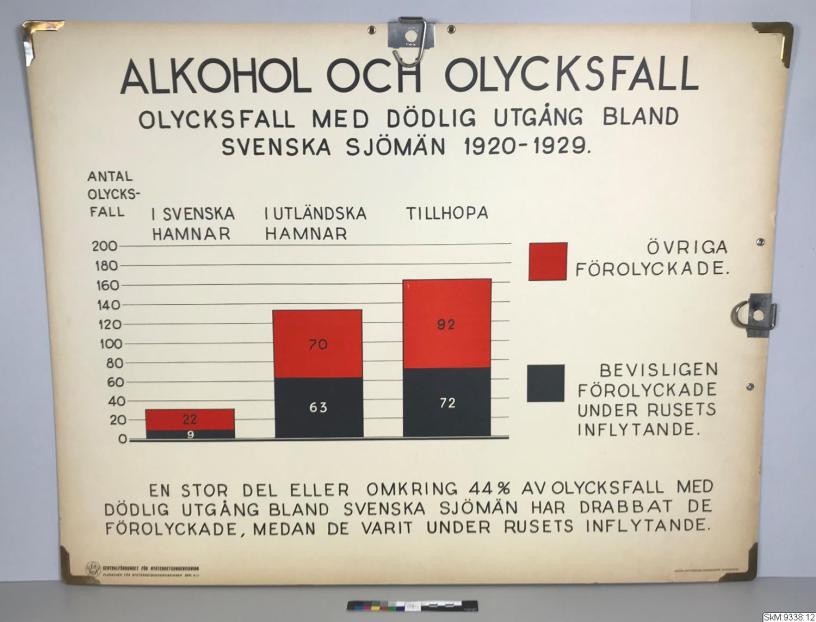 ALKOHOL OCH OLYCKSFALL
OLYCKSFALL MED DÖDLIG UTGÅNG BLAND
SVENSKA SJÖMÄN 1920-1929.
ANTAL
OLYCKS-
FALL
I SVENSKA
HAMNAR
I UTLÄNDSKA
HAMNAR
TILLHOPA
200
180
160
140
120
100
80
60
40
20
0
22
9
70
63
92
72
ÖVRIGA
FÖROLYCKADE.
BEVISLIGEN
FÖROLYCKADE
UNDER RUSETS
INFLYTANDE.
EN STOR DEL ELLER OMKRING 44% AV OLYCKSFALL MED
DÖDLIG UTGÅNG BLAND SVENSKA SJÖMÄN HAR DRABBAT DE
FÖROLYCKADE, MEDAN DE VARIT UNDER RUSETS INFLYTANDE.
CENTRALFÖRBUNDET FÖR NYKTERHETSUNDERVISNING
SkM:9338:12